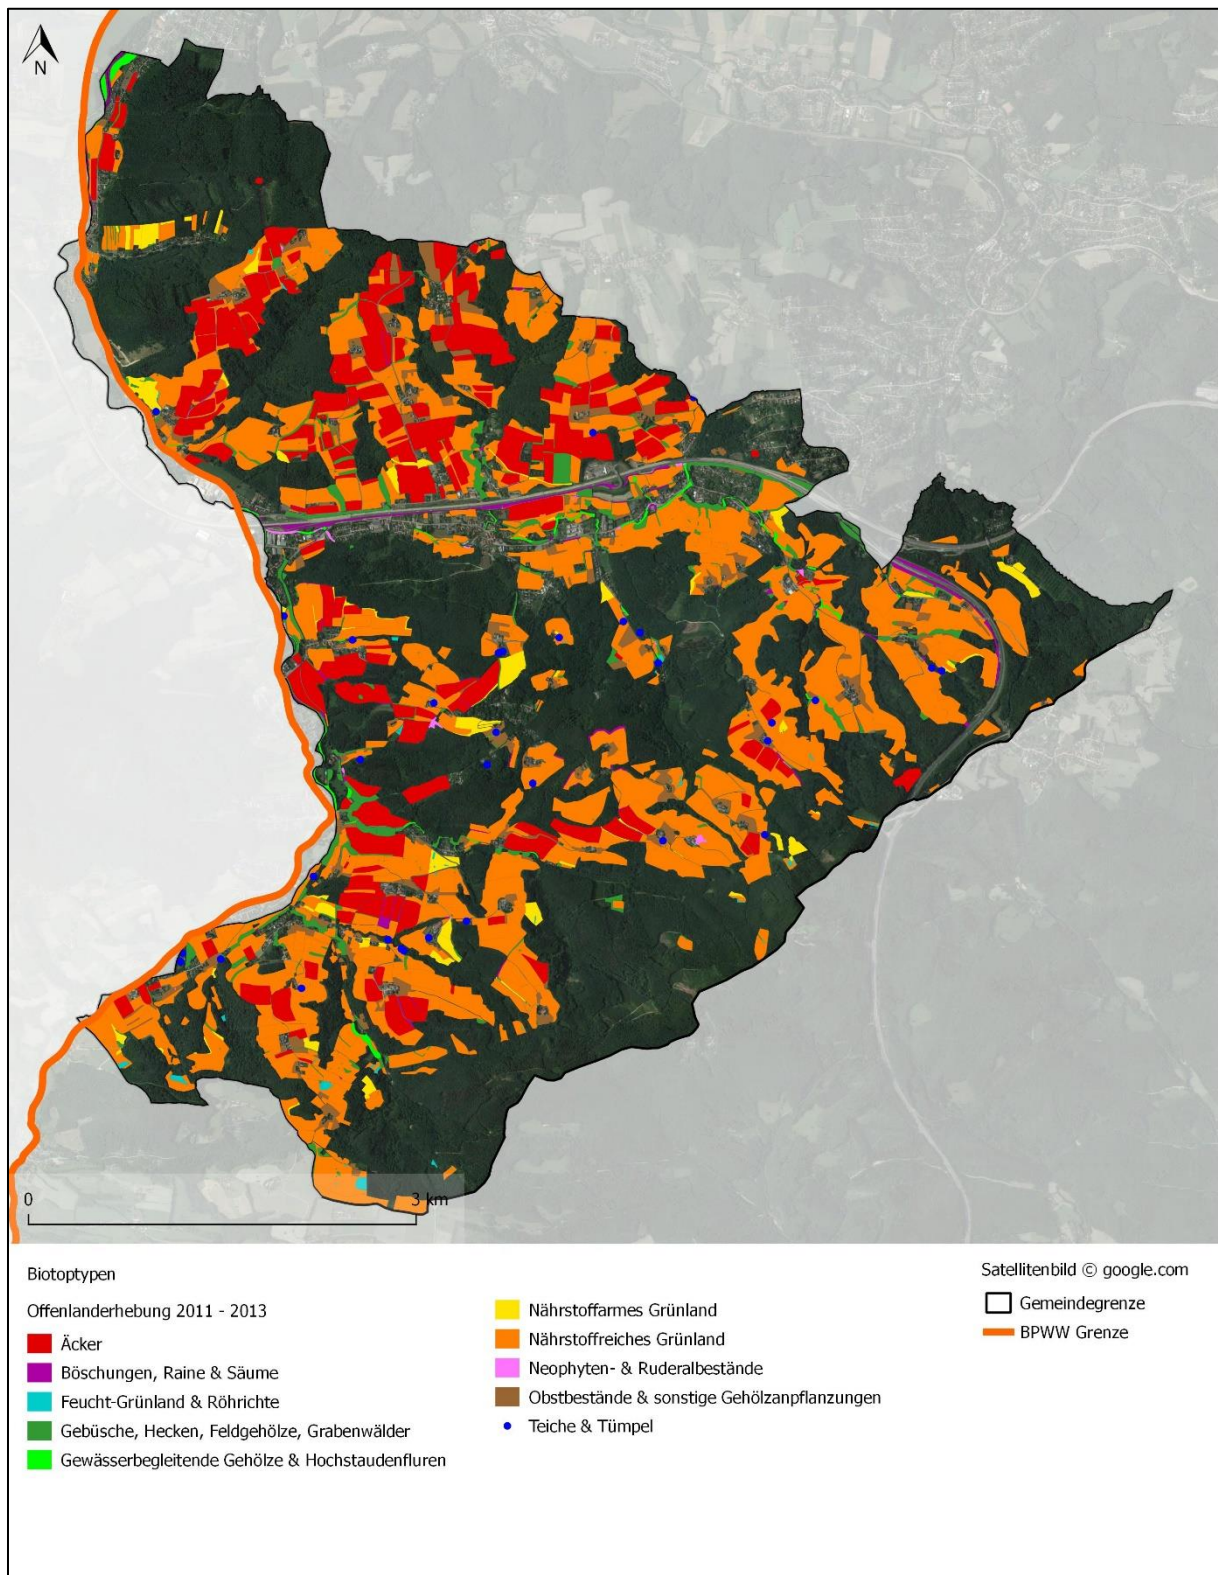 N
0
3 km
Biotoptypen
Satellitenbild © google.com
Offenlanderhebung 2011 - 2013
Gemeindegrenze
BPWW Grenze
Äcker
Böschungen, Raine & Säume
Feucht-Grünland & Röhrichte
Gebüsche, Hecken, Feldgehölze, Grabenwälder
Gewässerbegleitende Gehölze & Hochstaudenfluren
Nährstoffarmes Grünland
Nährstoffreiches Grünland
Neophyten- & Ruderalbestände
Obstbestände & sonstige Gehölzanpflanzungen
Teiche & Tümpel